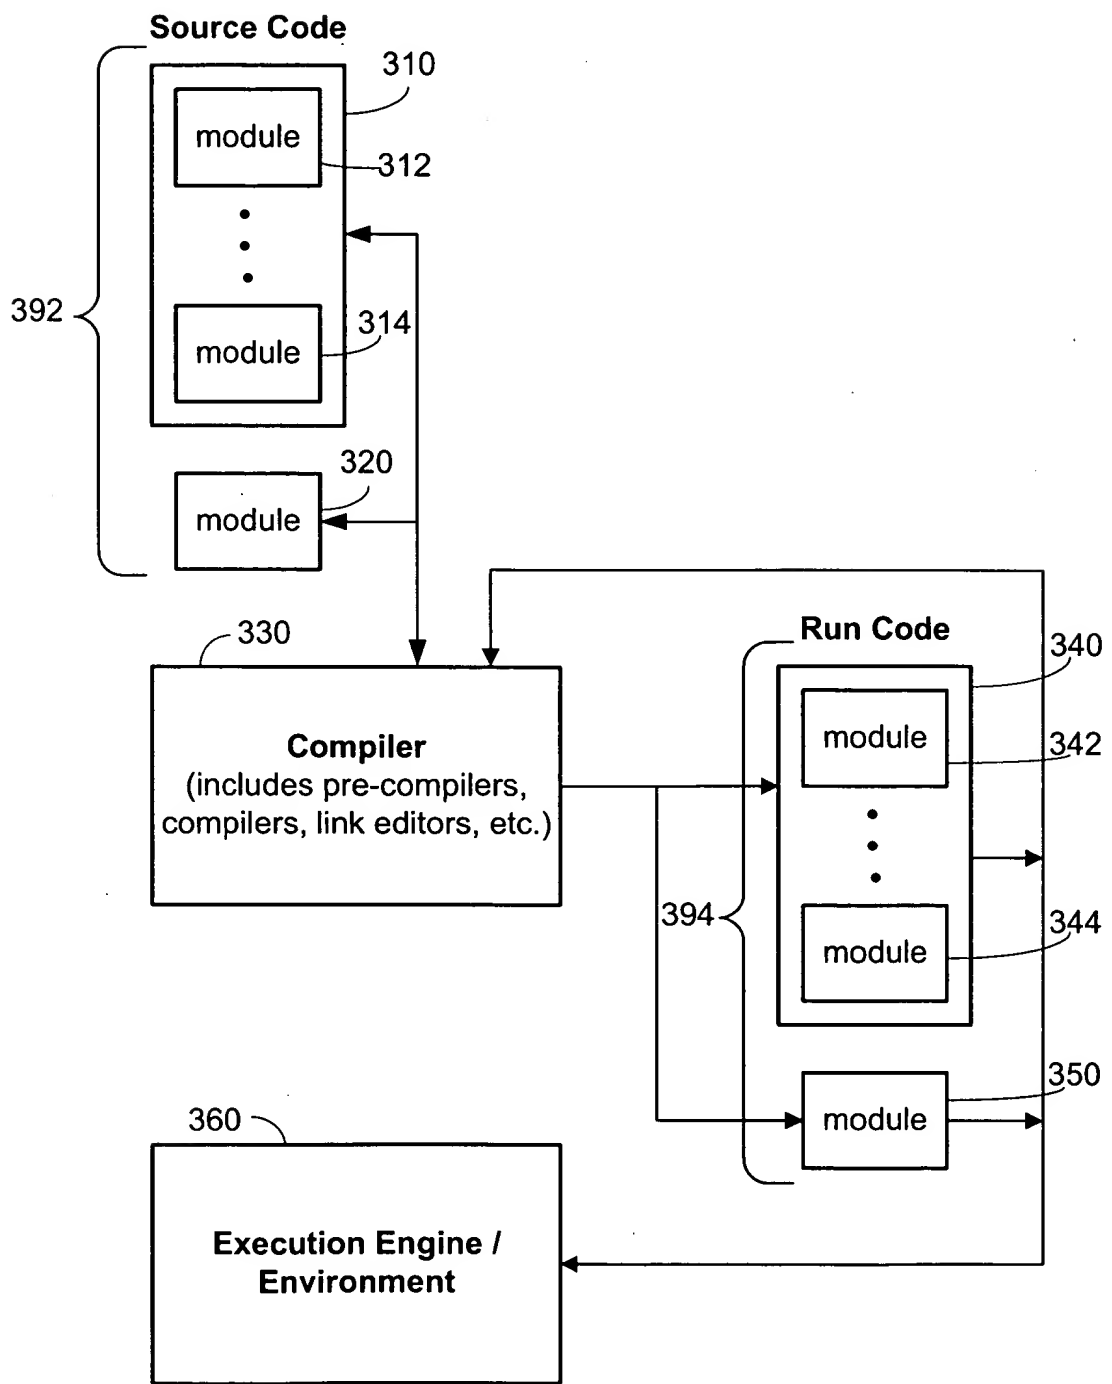 Source Code
310
module
312
392
314
module
320
module
330
Run Code
340
Compiler
(includes pre-compilers,
compilers, link editors, etc.)
module
342
394
344
module
350
module
360
Execution Engine /
Environment